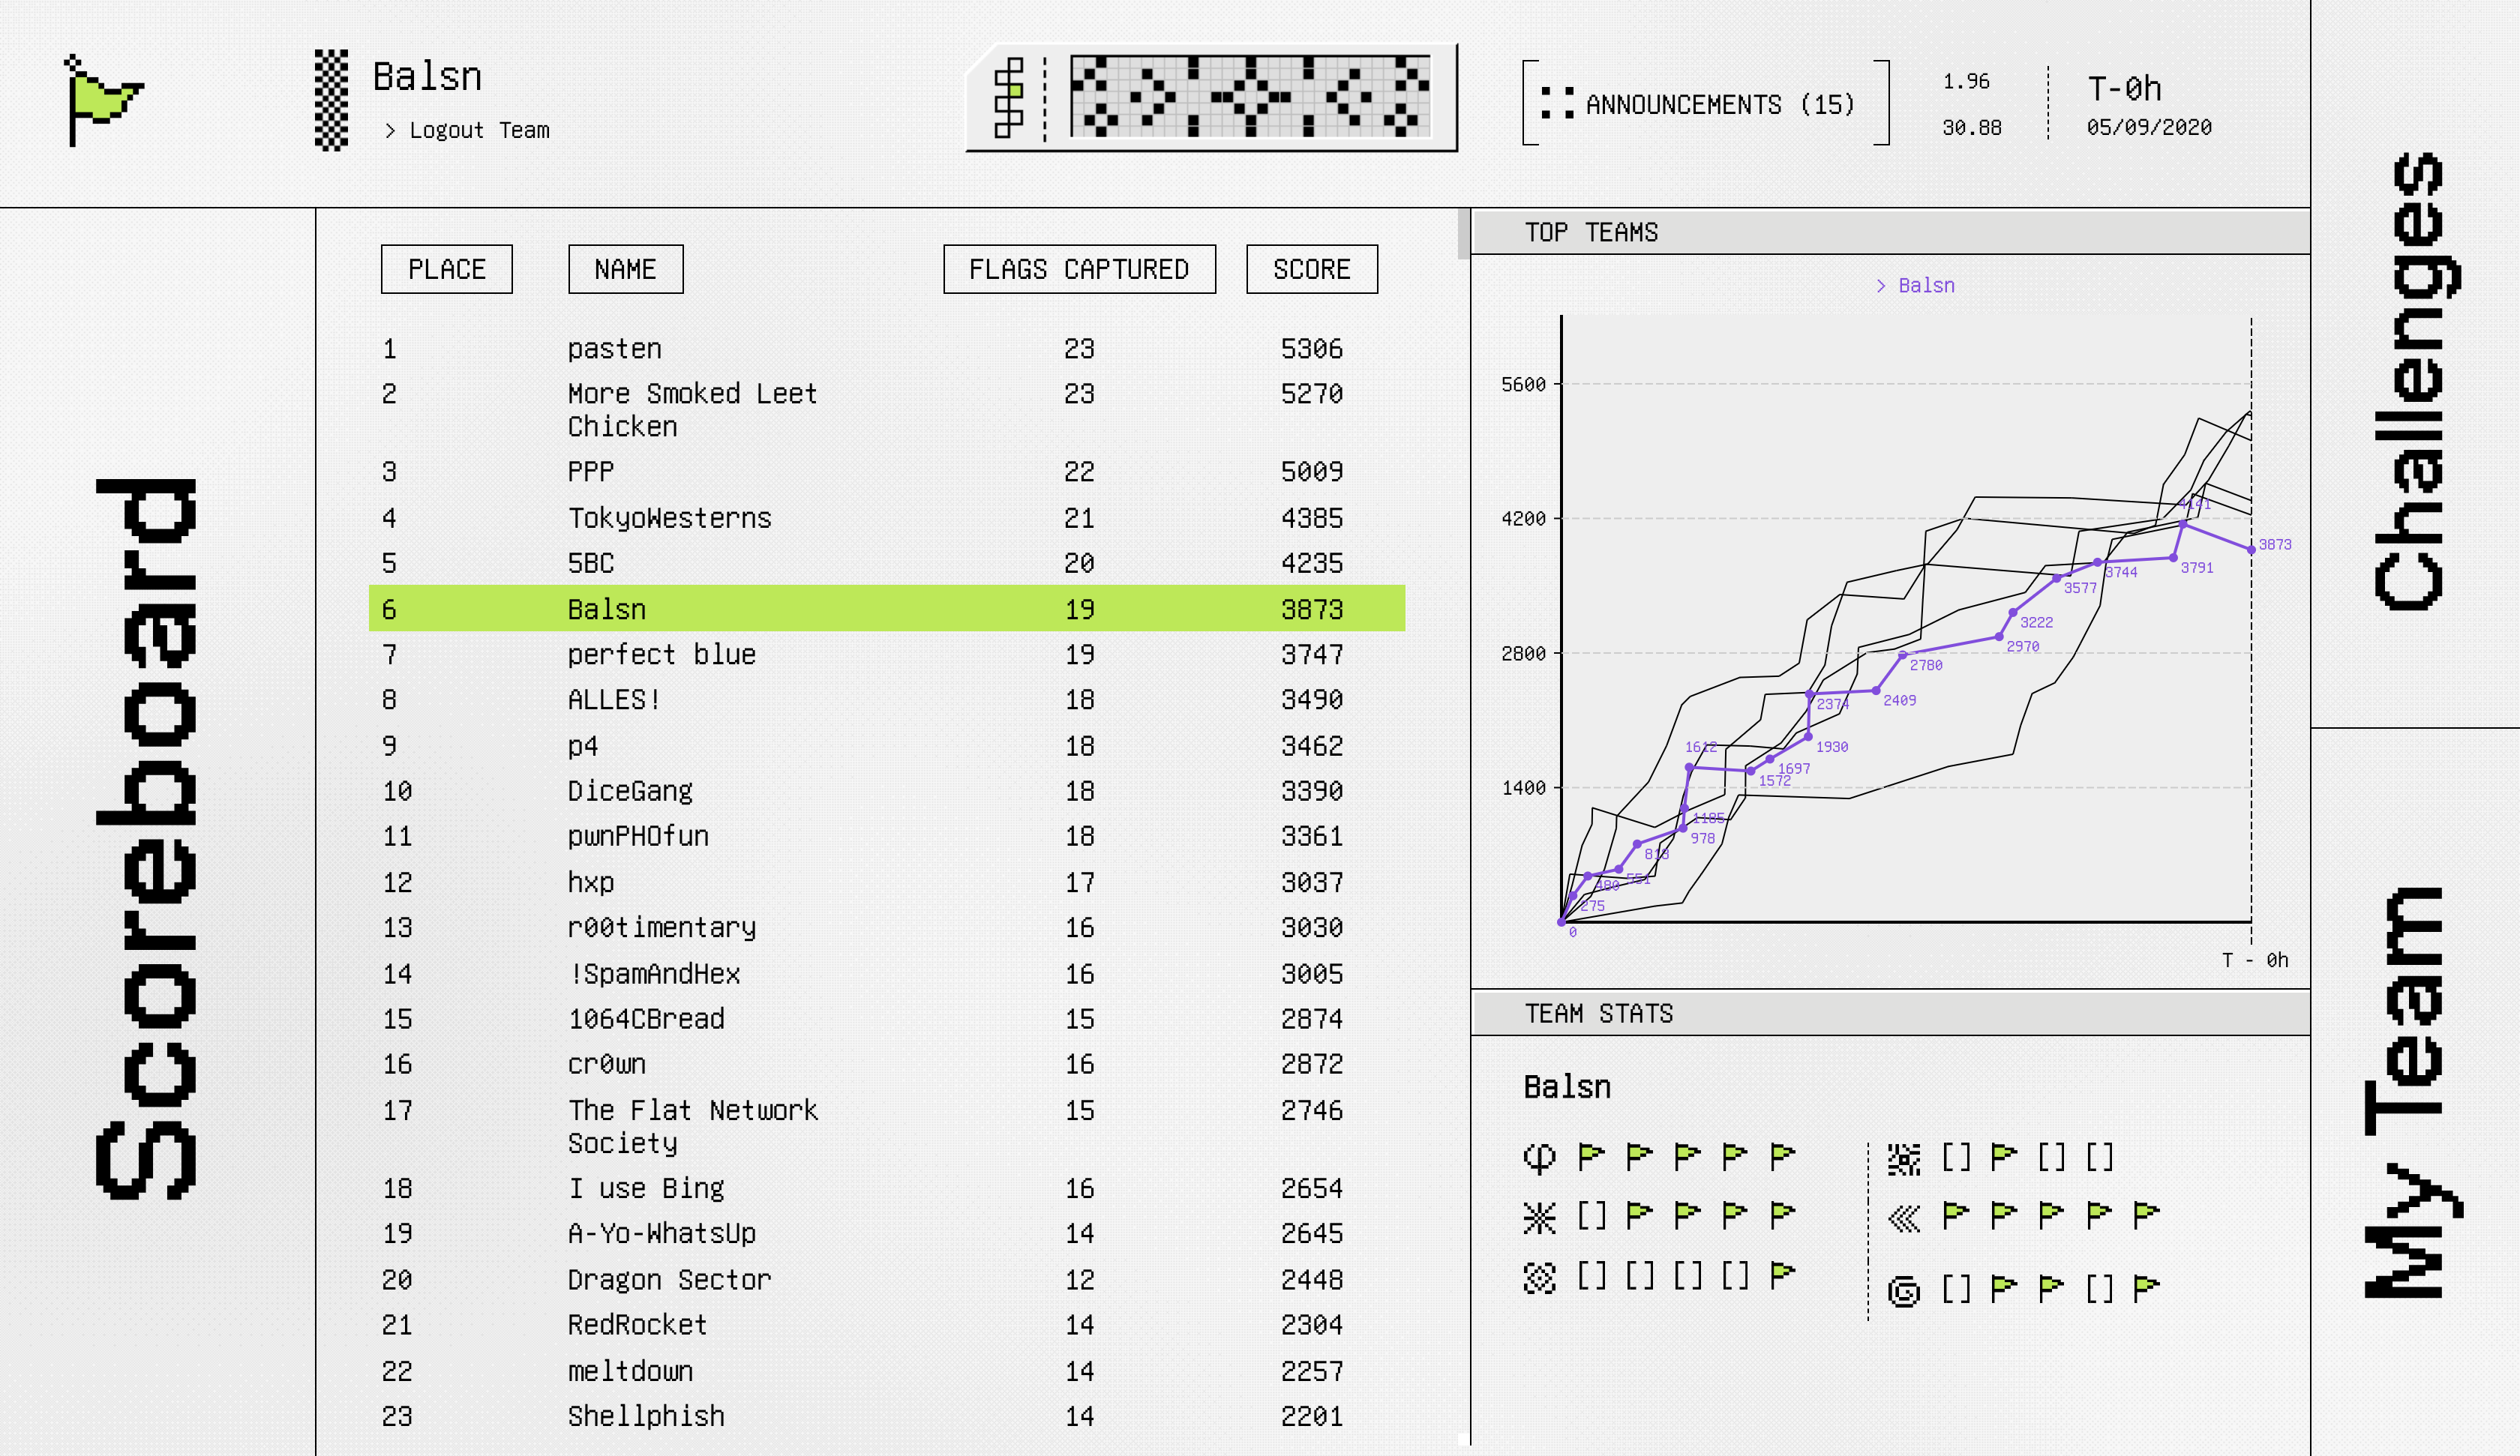 Balsn
> Logout Team
ANNOUNCEMENTS (15)
1.96
30.88
T-0h
05/09/2020
Scoreboard
PLACE NAME FLAGS CAPTURED SCORE
1 pasten 23 5306
2 More Smoked Leet Chicken 23 5270
3 PPP 22 5009
4 TokyoWesterns 21 4385
5 5BC 20 4235
6 Balsn 19 3873
7 perfect blue 19 3747
8 ALLES! 18 3490
9 p4 18 3462
10 DiceGang 18 3390
11 pwnPHOfun 18 3361
12 hxp 17 3037
13 r00timentary 16 3030
14 !SpamAndHex 16 3005
15 1064CBread 15 2874
16 cr0wn 16 2872
17 The Flat Network Society 15 2746
18 I use Bing 16 2654
19 A-Yo-WhatsUp 14 2645
20 Dragon Sector 12 2448
21 RedRocket 14 2304
22 meltdown 14 2257
23 Shellphish 14 2201
TOP TEAMS
> Balsn
5600
4200
2800
1400
0
275
480
551
818
978
1185
1612
1572
1697
1930
2374
2409
2780
2970
3222
3577
3744
3791
4141
3873
T - 0h
TEAM STATS
Balsn
[] [] []
[]
[] [] [] []
[] []
Challenges
My Team